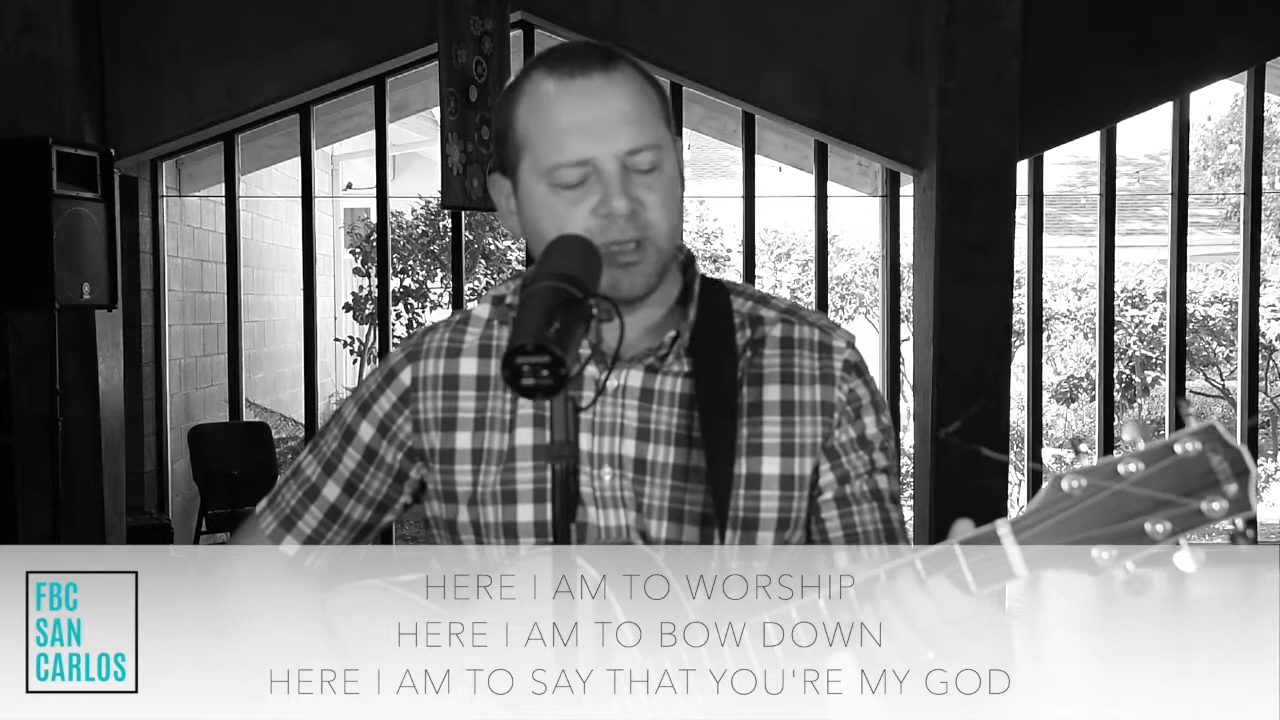 HERE I AM TO WORSHIP
HERE I AM TO BOW DOWN
HERE I AM TO SAY THAT YOU'RE MY GOD
FBC
SAN
CARLOS